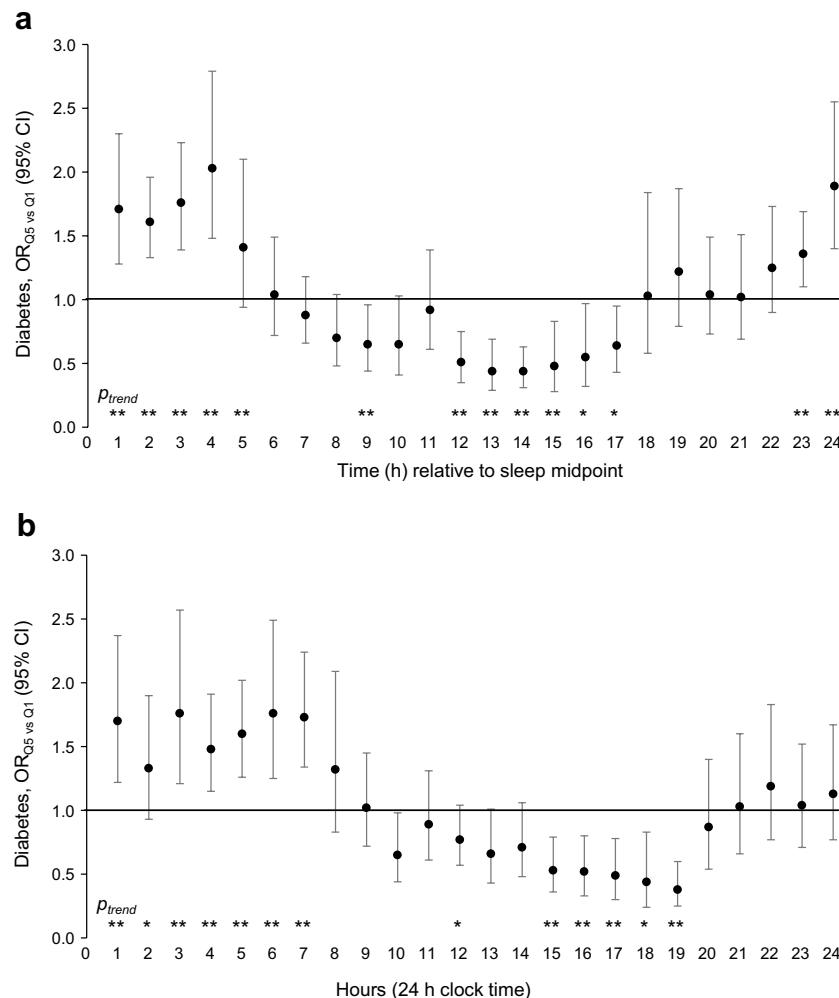 a
3.0
2.5
2.0
1.5
1.0
0.5
0.0
Diabetes, OR Q5 vs Q1 (95% CI)
p trend
** ** ** ** ** ** ** ** ** ** * * ** **
0 1 2 3 4 5 6 7 8 9 10 11 12 13 14 15 16 17 18 19 20 21 22 23 24
Time (h) relative to sleep midpoint
b
3.0
2.5
2.0
1.5
1.0
0.5
0.0
Diabetes, OR Q5 vs Q1 (95% CI)
p trend
** * ** ** ** ** ** * ** ** ** * **
0 1 2 3 4 5 6 7 8 9 10 11 12 13 14 15 16 17 18 19 20 21 22 23 24
Hours (24 h clock time)